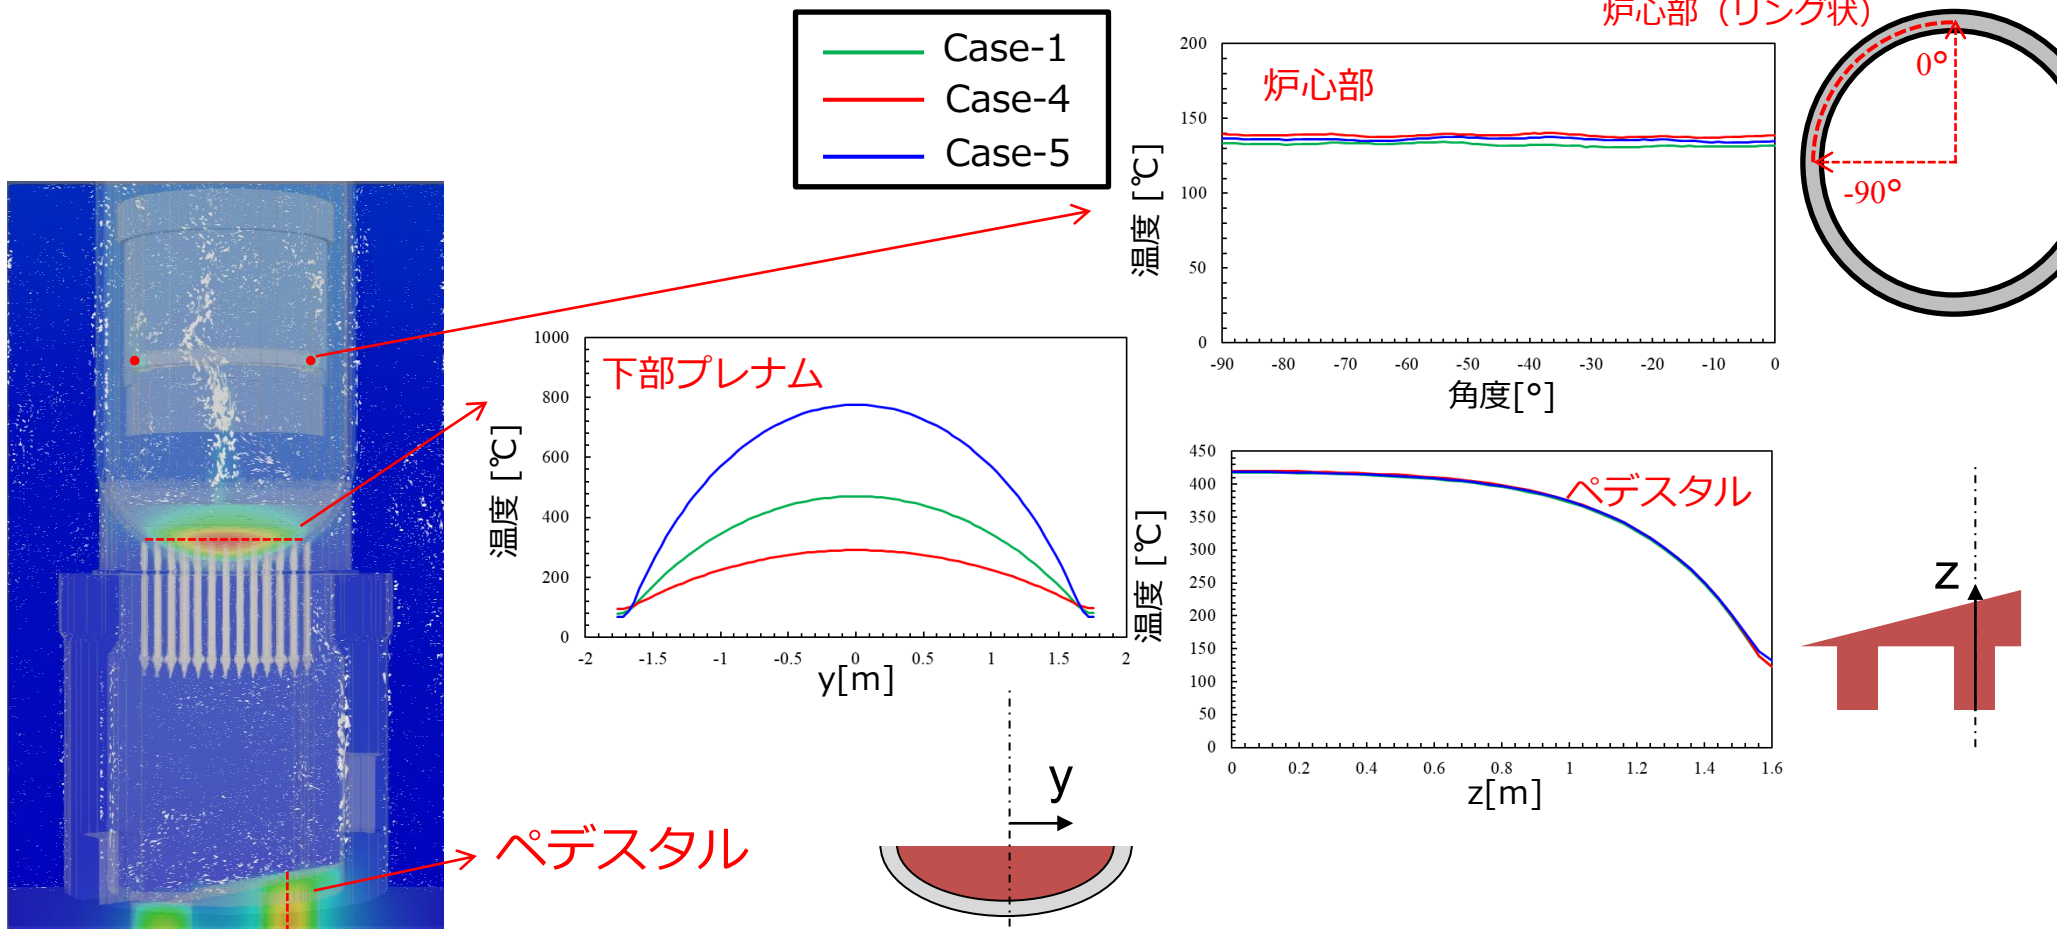 炉心部（リング状）
Case-1
Case-4
Case-5
200
150
100
50
0
温度 [℃]
炉心部
-90 -80 -70 -60 -50 -40 -30 -20 -10 0
角度[°]
0°
-90°
1000
800
600
400
200
0
温度 [℃]
下部プレナム
-2 -1.5 -1 -0.5 0 0.5 1 1.5 2
y[m]
450
400
350
300
250
200
150
100
50
0
温度 [℃]
ペデスタル
0 0.2 0.4 0.6 0.8 1 1.2 1.4 1.6
z[m]
z
y
ペデスタル